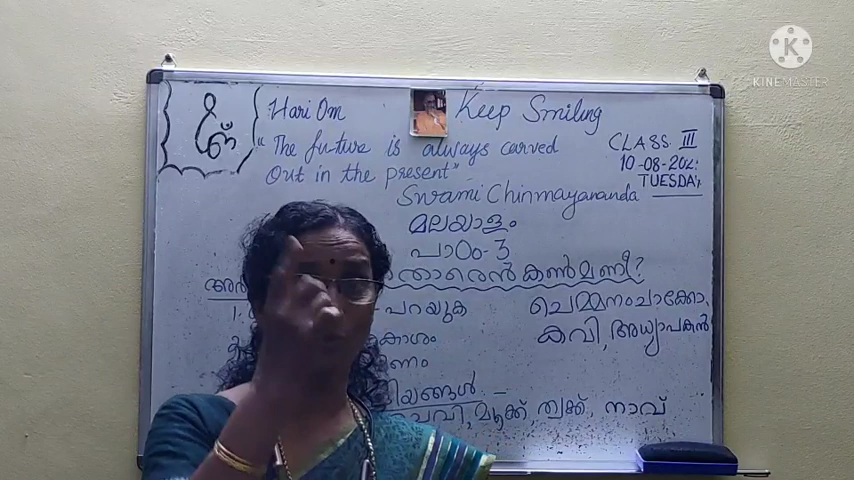 KINEMASTER
Hari Om Keep Smiling
"The future is always carved CLASS III
Out in the present" 10-08-202
Swami Chinmayananda TUESDAY
മലയാളം
പാഠം-3
താരെൻ കൺമണീ?
1. -പറയുക ചെമ്മനംചാക്കോ.
കാശം കവി, അധ്യാപകൻ
ണം
ിയങ്ങൾ -
ചെവി, മൂക്ക്, ത്വക്ക്, നാവ്